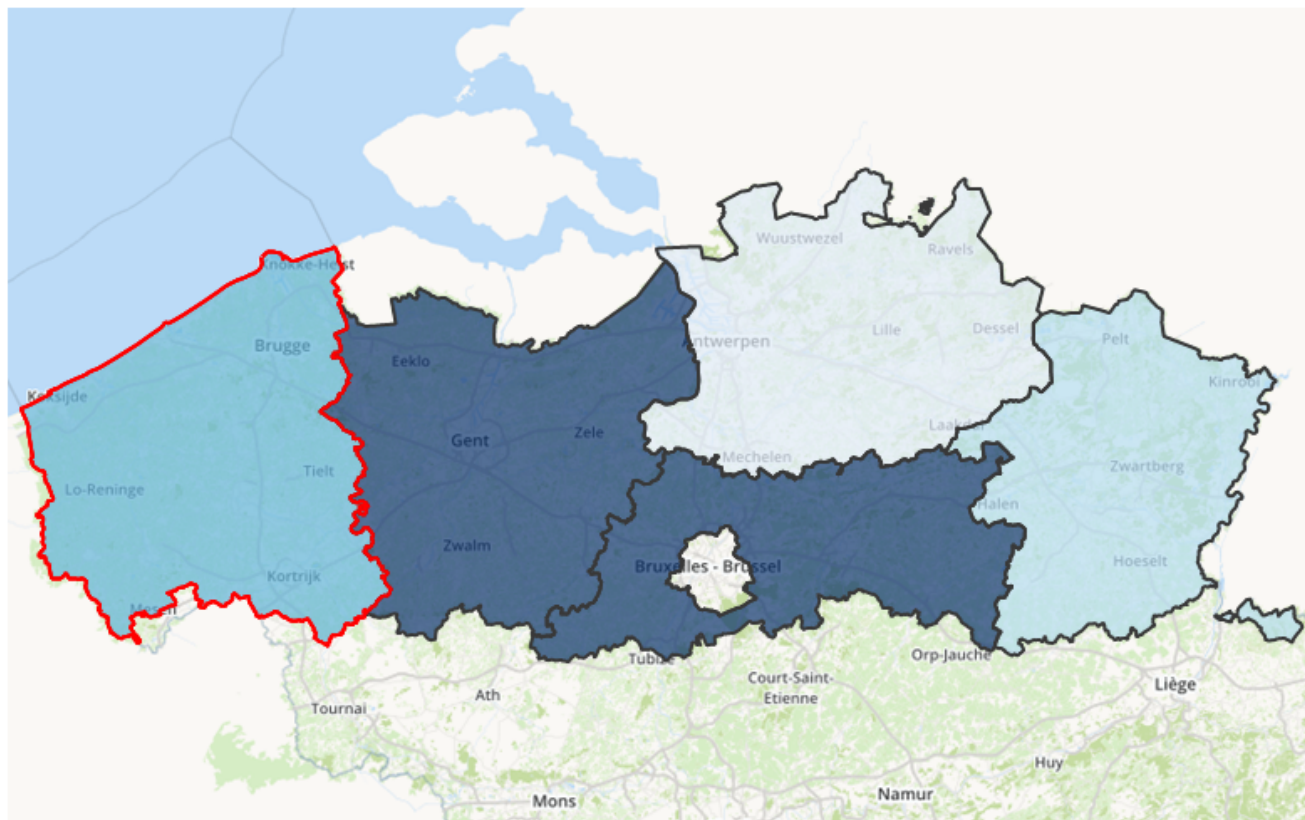 Wuustwezel
Ravels
Knokke-Heist
Lille
Dessel
Antwerpen
Pelt
Brugge
Eeklo
Kinrooi
Koksijde
Laakdal
Gent
Zele
Mechelen
Zwartberg
Tielt
Lo-Reninge
Halen
Zwalm
Hoeselt
Bruxelles - Brussel
Kortrijk
Mesen
Tubize
Orp-Jauche
Court-Saint-
Etienne
Liège
Ath
Tournai
Huy
Namur
Mons